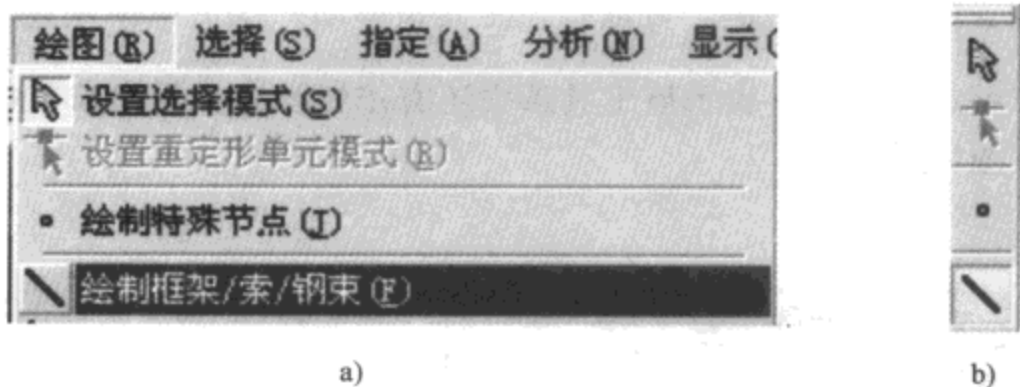 绘图(R) 选择(S) 指定(A) 分析(N) 显示(
设置选择模式(S)
设置重定形单元模式(R)
绘制特殊节点(J)
绘制框架/索/钢束(F)
a) b)